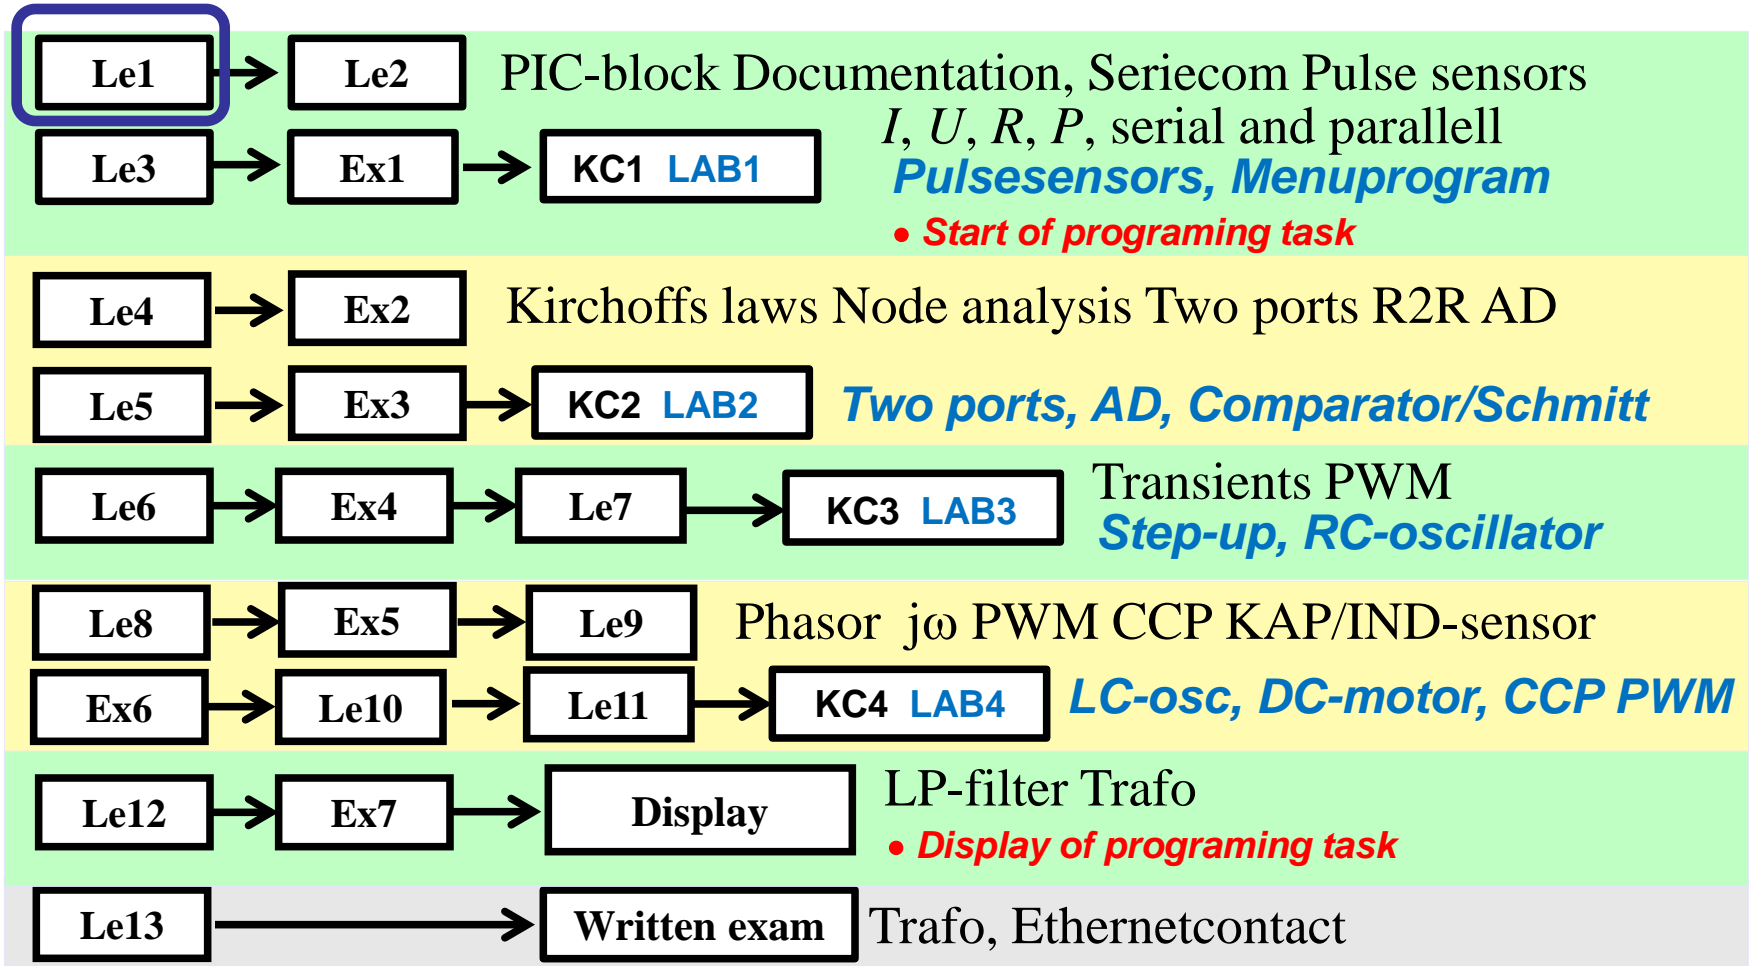 Le1 Le2 PIC-block Documentation, Seriecom Pulse sensors
I, U, R, P, serial and parallell
Le3 Ex1 KC1 LAB1 Pulsesensors, Menuprogram
• Start of programing task
Le4 Ex2 Kirchoffs laws Node analysis Two ports R2R AD
Le5 Ex3 KC2 LAB2 Two ports, AD, Comparator/Schmitt
Le6 Ex4 Le7 KC3 LAB3 Transients PWM
Step-up, RC-oscillator
Le8 Ex5 Le9 Phasor jω PWM CCP KAP/IND-sensor
Ex6 Le10 Le11 KC4 LAB4 LC-osc, DC-motor, CCP PWM
Le12 Ex7 Display LP-filter Trafo
• Display of programing task
Le13 Written exam Trafo, Ethernetcontact